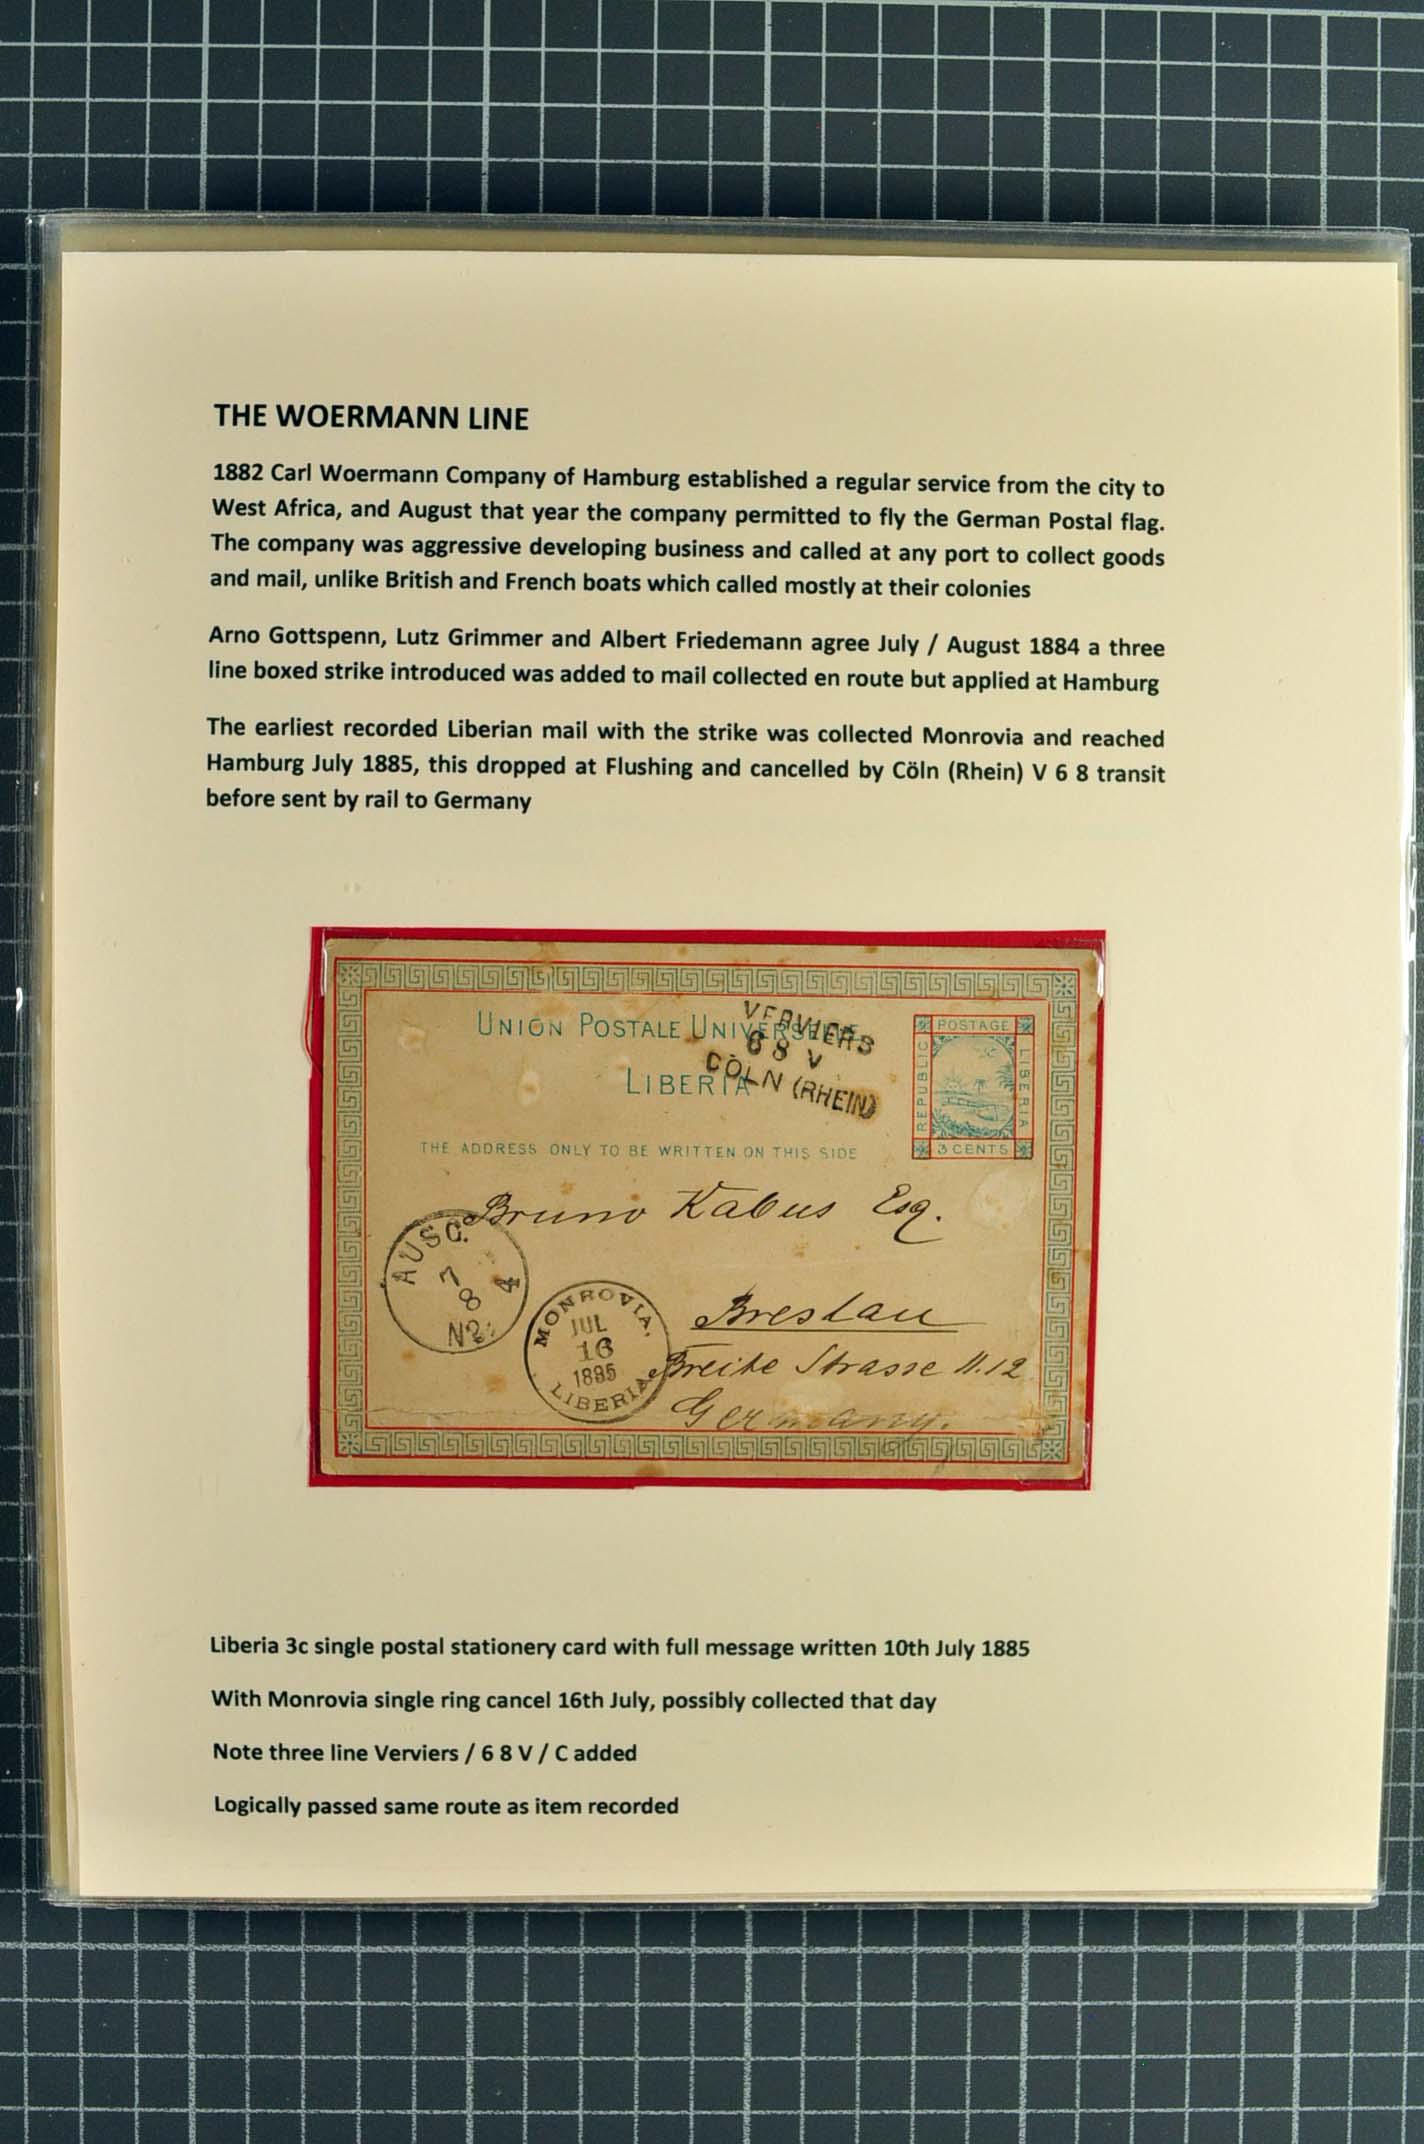 THE WOERMANN LINE
1882 Carl Woermann Company of Hamburg established a regular service from the city to
West Africa, and August that year the company permitted to fly the German Postal flag.
The company was aggressive developing business and called at any port to collect goods
and mail, unlike British and French boats which called mostly at their colonies
Arno Gottspenn, Lutz Grimmer and Albert Friedemann agree July / August 1884 a three
line boxed strike introduced was added to mail collected en route but applied at Hamburg
The earliest recorded Liberian mail with the strike was collected Monrovia and reached
Hamburg July 1885, this dropped at Flushing and cancelled by Cöln (Rhein) V 6 8 transit
before sent by rail to Germany
UNION POSTALE UNIVERSELLE
VERVIERS
6 8 V
CÖLN (RHEIN)
LIBERIA
POSTAGE
REPUBLIC
LIBERIA
3 CENTS
THE ADDRESS ONLY TO BE WRITTEN ON THIS SIDE
Bruno Kabus Esq.
AUSG.
7
8
4
N2
MONROVIA.
JUL
16
1885
LIBERIA
Breslau
Breite Strasse 11.12
Germany.
Liberia 3c single postal stationery card with full message written 10th July 1885
With Monrovia single ring cancel 16th July, possibly collected that day
Note three line Verviers / 6 8 V / C added
Logically passed same route as item recorded